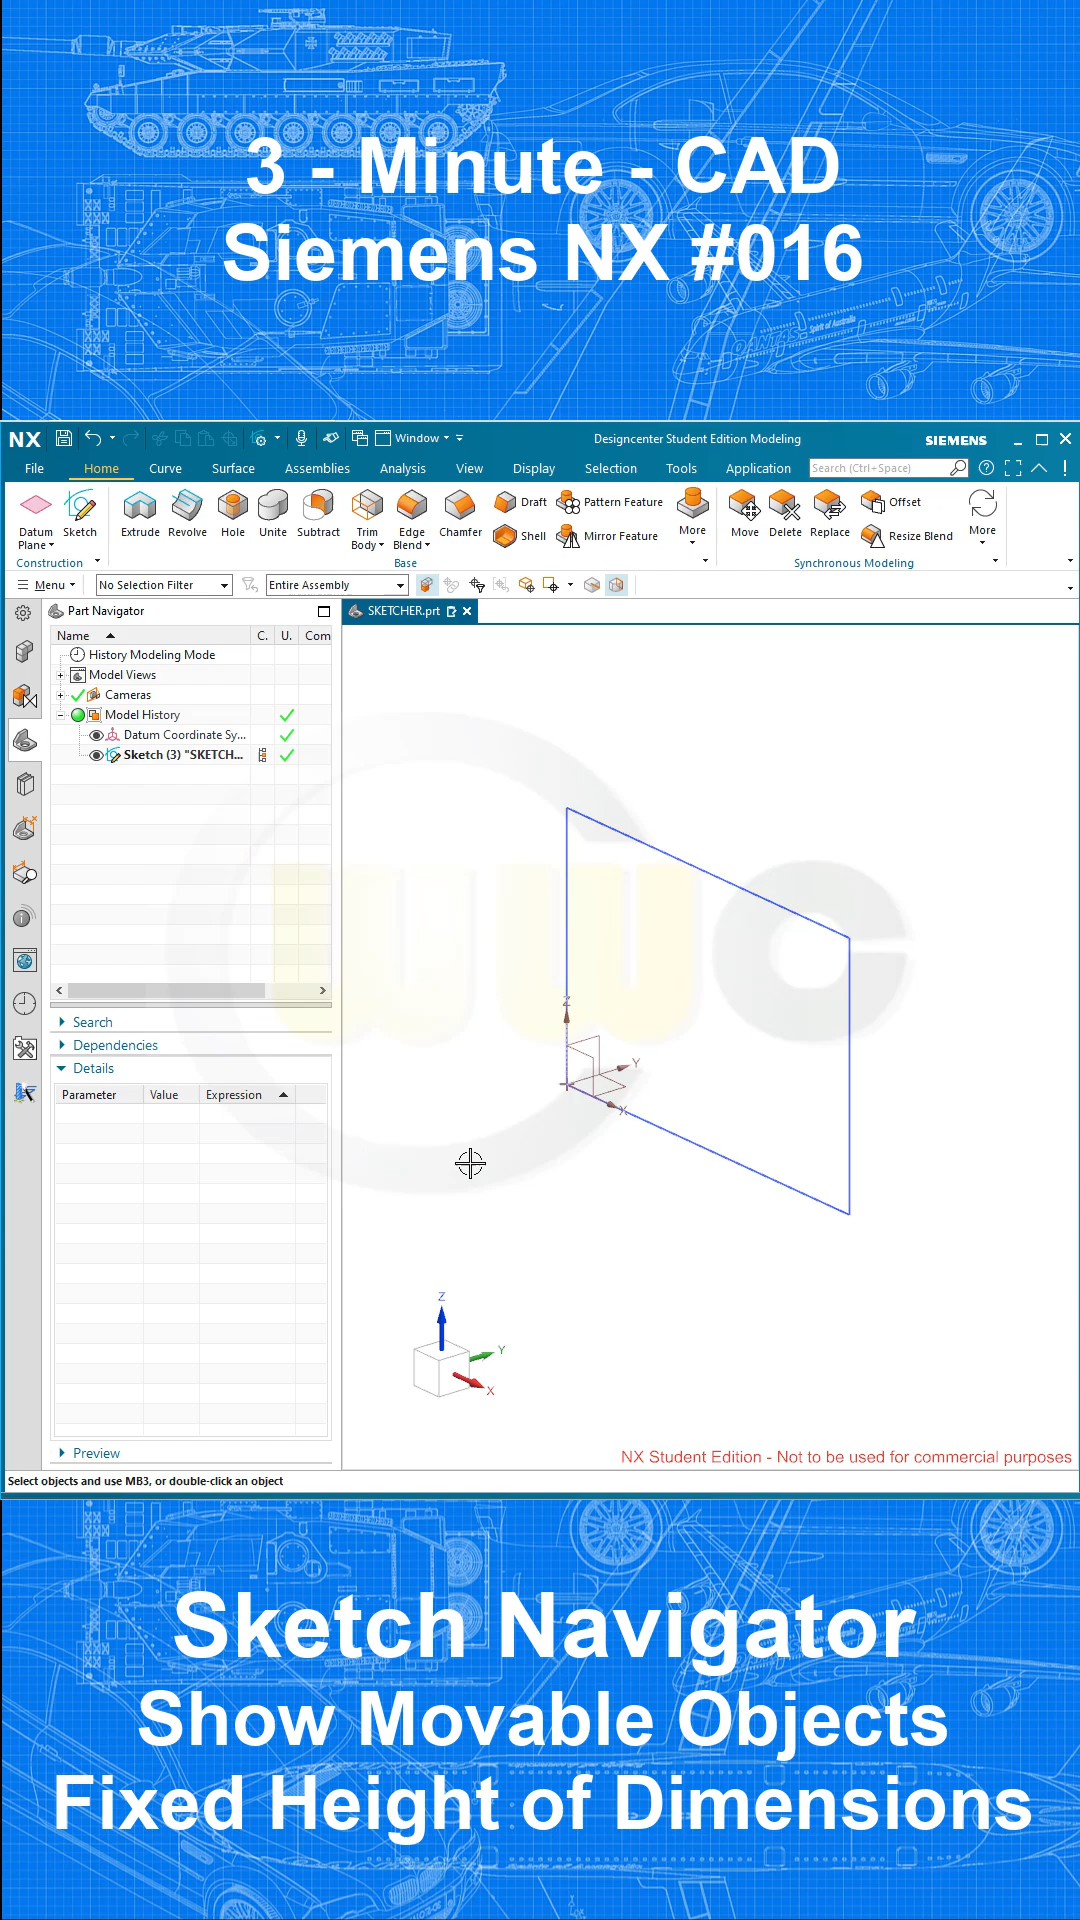 3 - Minute - CAD
Siemens NX #016
NX Window Designcenter Student Edition Modeling SIEMENS
File Home Curve Surface Assemblies Analysis View Display Selection Tools Application Search (Ctrl+Space)
Datum Plane Sketch Extrude Revolve Hole Unite Subtract Trim Body Edge Blend Chamfer Draft Pattern Feature More Move Delete Replace Offset More
Shell Mirror Feature Resize Blend
Construction Base Synchronous Modeling
Menu No Selection Filter Entire Assembly
Part Navigator SKETCHER.prt
Name C. U. Com
History Modeling Mode
Model Views
Cameras
Model History
Datum Coordinate Sy...
Sketch (3) "SKETCH...
wwc
Z
Y
X
Search
Dependencies
Details
Parameter Value Expression
Z
Y
X
Preview
NX Student Edition - Not to be used for commercial purposes
Select objects and use MB3, or double-click an object
Sketch Navigator
Show Movable Objects
Fixed Height of Dimensions